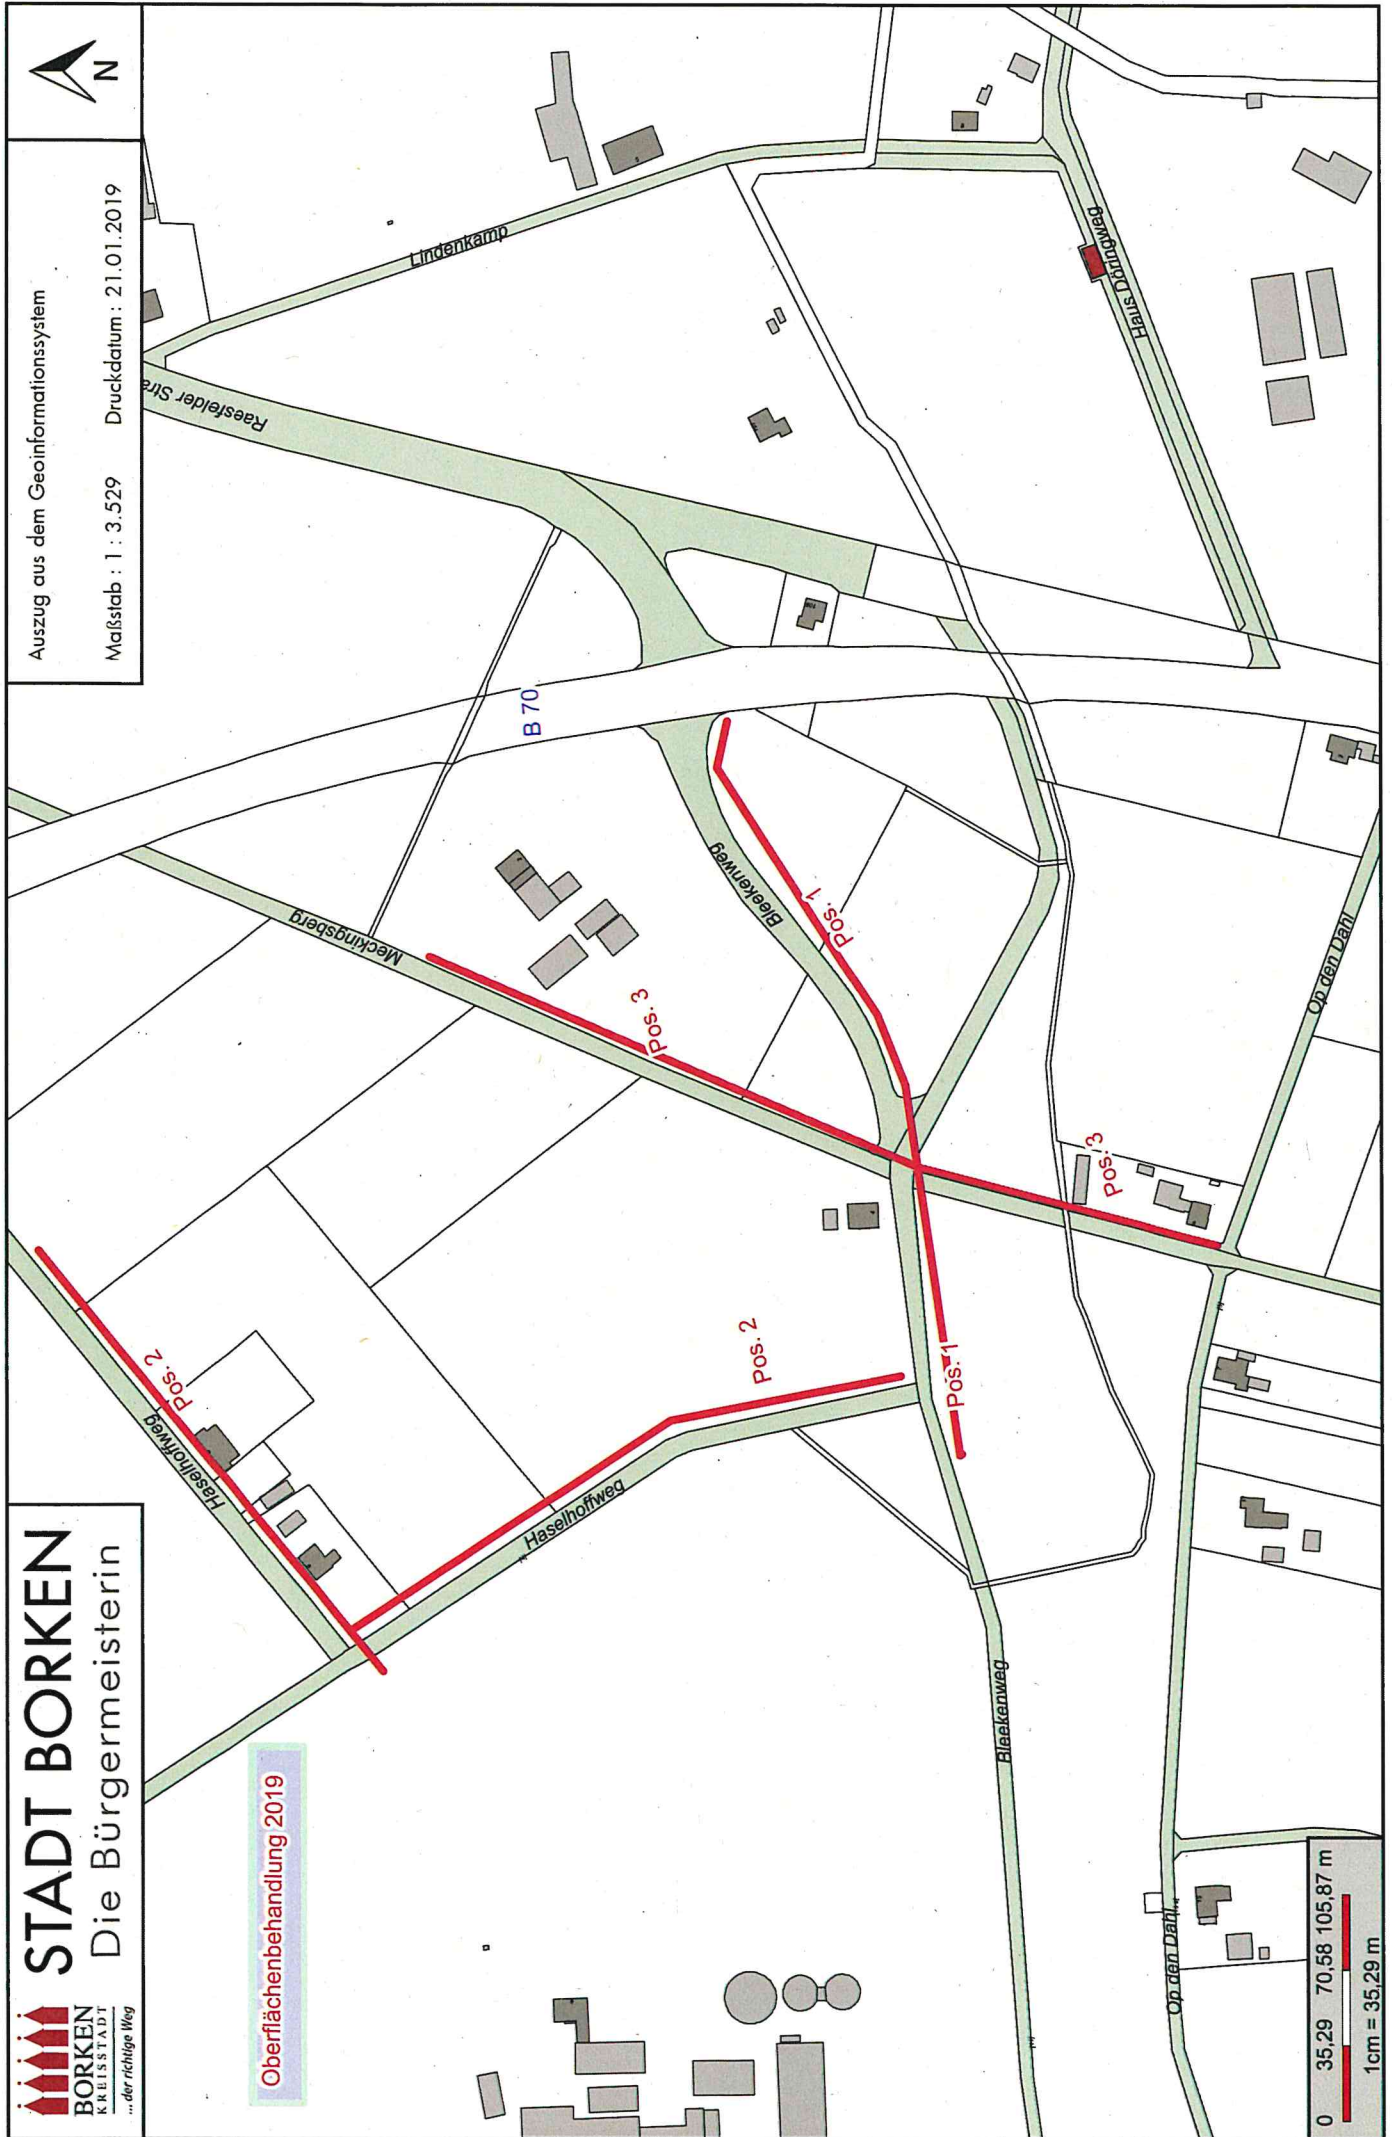 STADT BORKEN
Die Bürgermeisterin
BORKEN
KREISSTADT
... der richtige Weg
Auszug aus dem Geoinformationssystem
Maßstab : 1 : 3.529 Druckdatum : 21.01.2019
N
Oberflächenbehandlung 2019
Haselhoffweg
Pos. 2
Meckingsberg
B 70
Raesfelder Stra
Lindenkamp
Haselhoffweg
Pos. 2
Pos. 3
Bleekenweg
Pos. 1
Pos. 1
Bleekenweg
Pos. 3
Haus Döringweg
Op den Dahl
Op den Dahl
0 35,29 70,58 105,87 m
1cm = 35,29 m